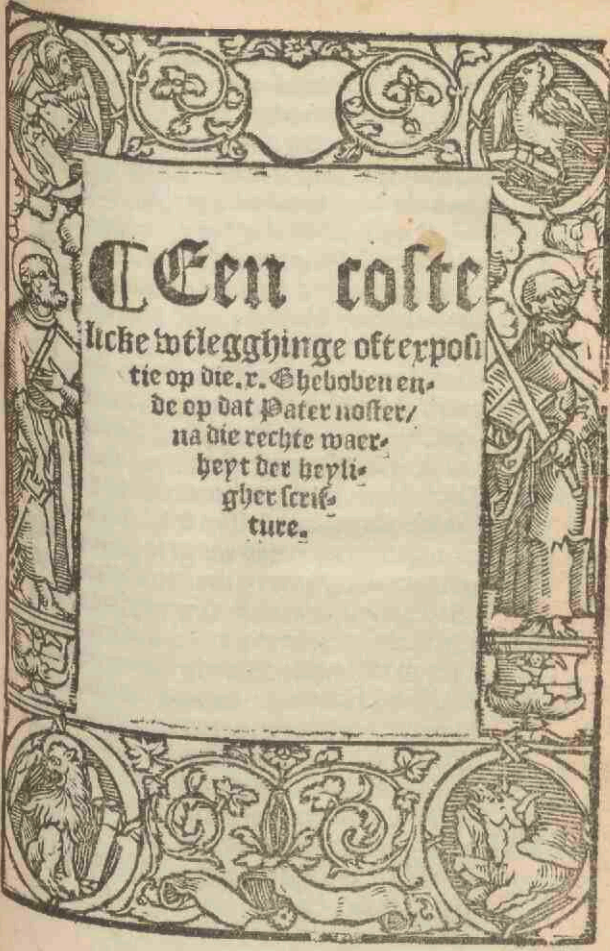 ¶ Een coste
licke wtlegghinge oft exposi
tie op die .x. Gheboden en-
de op dat Pater noster/
na die rechte waer-
heyt der heyli-
gher scrif-
ture.